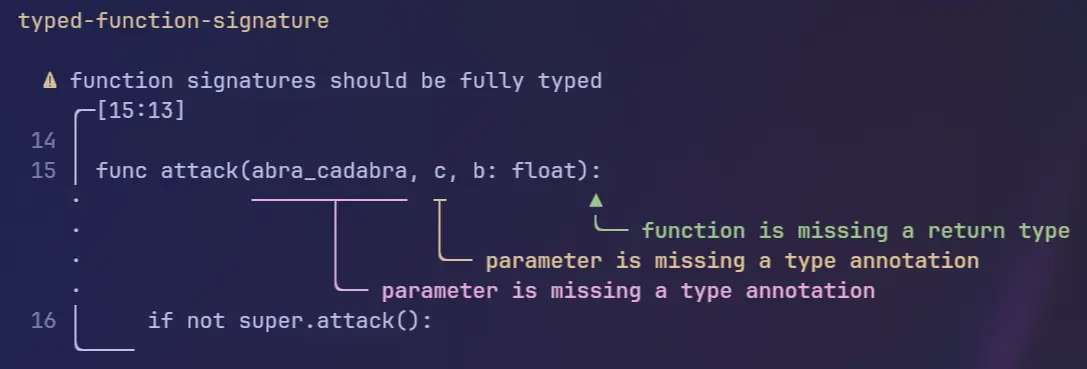 typed-function-signature
⚠ function signatures should be fully typed
[15:13]
14
15 func attack(abra_cadabra, c, b: float):
function is missing a return type
parameter is missing a type annotation
parameter is missing a type annotation
16 if not super.attack():